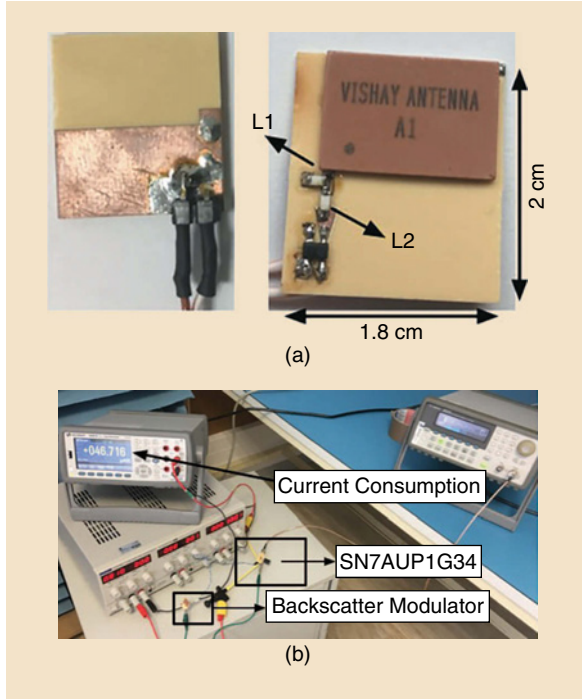 VISHAY ANTENNA
A1
L1
L2
2 cm
1.8 cm
(a)
+046.716
Current Consumption
SN7AUP1G34
Backscatter Modulator
(b)